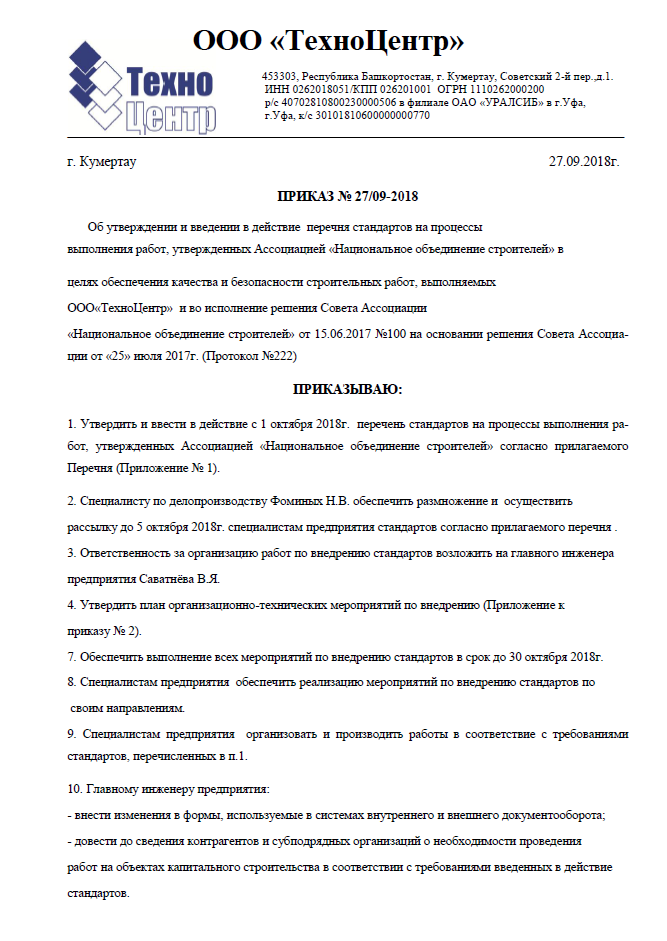 ООО «ТехноЦентр»
Техно
Центр
453303, Республика Башкортостан, г. Кумертау, Советский 2-й пер.,д.1.
ИНН 0262018051/КПП 026201001 ОГРН 1110262000200
р/с 40702810800230000506 в филиале ОАО «УРАЛСИБ» в г.Уфа,
г.Уфа, к/с 30101810600000000770
г. Кумертау 27.09.2018г.
ПРИКАЗ № 27/09-2018
Об утверждении и введении в действие перечня стандартов на процессы
выполнения работ, утвержденных Ассоциацией «Национальное объединение строителей» в
целях обеспечения качества и безопасности строительных работ, выполняемых
ООО«ТехноЦентр» и во исполнение решения Совета Ассоциации
«Национальное объединение строителей» от 15.06.2017 №100 на основании решения Совета Ассоциа-
ции от «25» июля 2017г. (Протокол №222)
ПРИКАЗЫВАЮ:
1. Утвердить и ввести в действие с 1 октября 2018г. перечень стандартов на процессы выполнения ра-
бот, утвержденных Ассоциацией «Национальное объединение строителей» согласно прилагаемого
Перечня (Приложение № 1).
2. Специалисту по делопроизводству Фоминых Н.В. обеспечить размножение и осуществить
рассылку до 5 октября 2018г. специалистам предприятия стандартов согласно прилагаемого перечня .
3. Ответственность за организацию работ по внедрению стандартов возложить на главного инженера
предприятия Саватнёва В.Я.
4. Утвердить план организационно-технических мероприятий по внедрению (Приложение к
приказу № 2).
7. Обеспечить выполнение всех мероприятий по внедрению стандартов в срок до 30 октября 2018г.
8. Специалистам предприятия обеспечить реализацию мероприятий по внедрению стандартов по
своим направлениям.
9. Специалистам предприятия организовать и производить работы в соответствие с требованиями
стандартов, перечисленных в п.1.
10. Главному инженеру предприятия:
- внести изменения в формы, используемые в системах внутреннего и внешнего документооборота;
- довести до сведения контрагентов и субподрядных организаций о необходимости проведения
работ на объектах капитального строительства в соответствии с требованиями введенных в действие
стандартов.